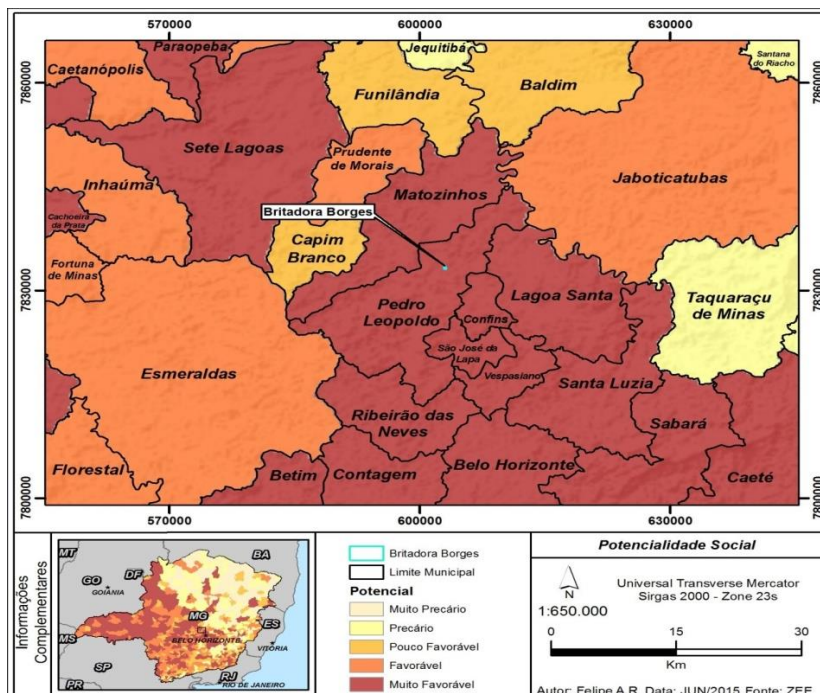 570000
600000
630000
Paraopeba
Jequitibá
Santana
do Riacho
7860000
7860000
Caetanópolis
Funilândia
Baldim
Sete Lagoas
Prudente
de Morais
Inhaúma
Matozinhos
Jaboticatubas
Britadora Borges
Cachoeira
da Prata
Capim
Branco
Fortuna
de Minas
7830000
7830000
Pedro
Leopoldo
Lagoa Santa
Confins
Taquaraçu
de Minas
São José da
Lapa
Esmeraldas
Vespasiano
Santa Luzia
Ribeirão das
Neves
Sabará
Florestal
Betim
Contagem
Belo Horizonte
Caeté
7800000
7800000
570000
600000
630000
Informações
Complementares
MT
BA
GO
DF
GOIANIA
MG
BELO HORIZONTE
ES
MS
VITÓRIA
SP
RJ
PR
RIO DE JANEIRO
Britadora Borges
Limite Municipal
Potencial
Muito Precário
Precário
Pouco Favorável
Favorável
Muito Favorável
Potencialidade Social
N
1:650.000
Universal Transverse Mercator
Sirgas 2000 - Zone 23s
0 15 30
Km
Autor: Felipe A.R. Data: JUN/2015 Fonte: ZEE